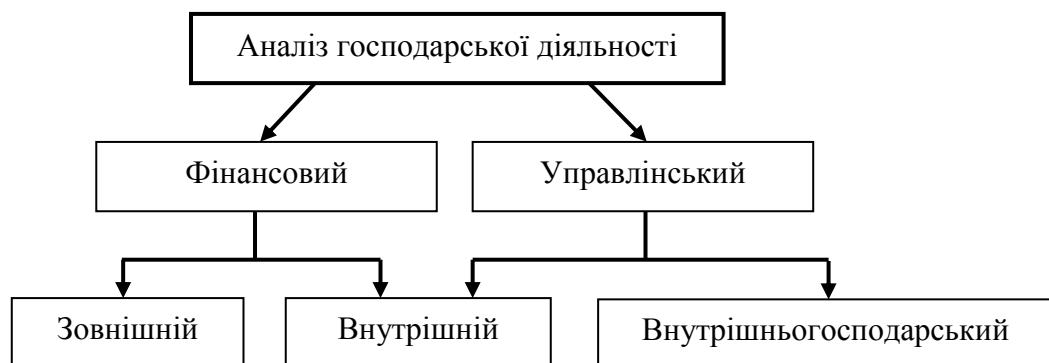 Аналіз господарської діяльності
Фінансовий
Управлінський
Зовнішній
Внутрішній
Внутрішньогосподарський